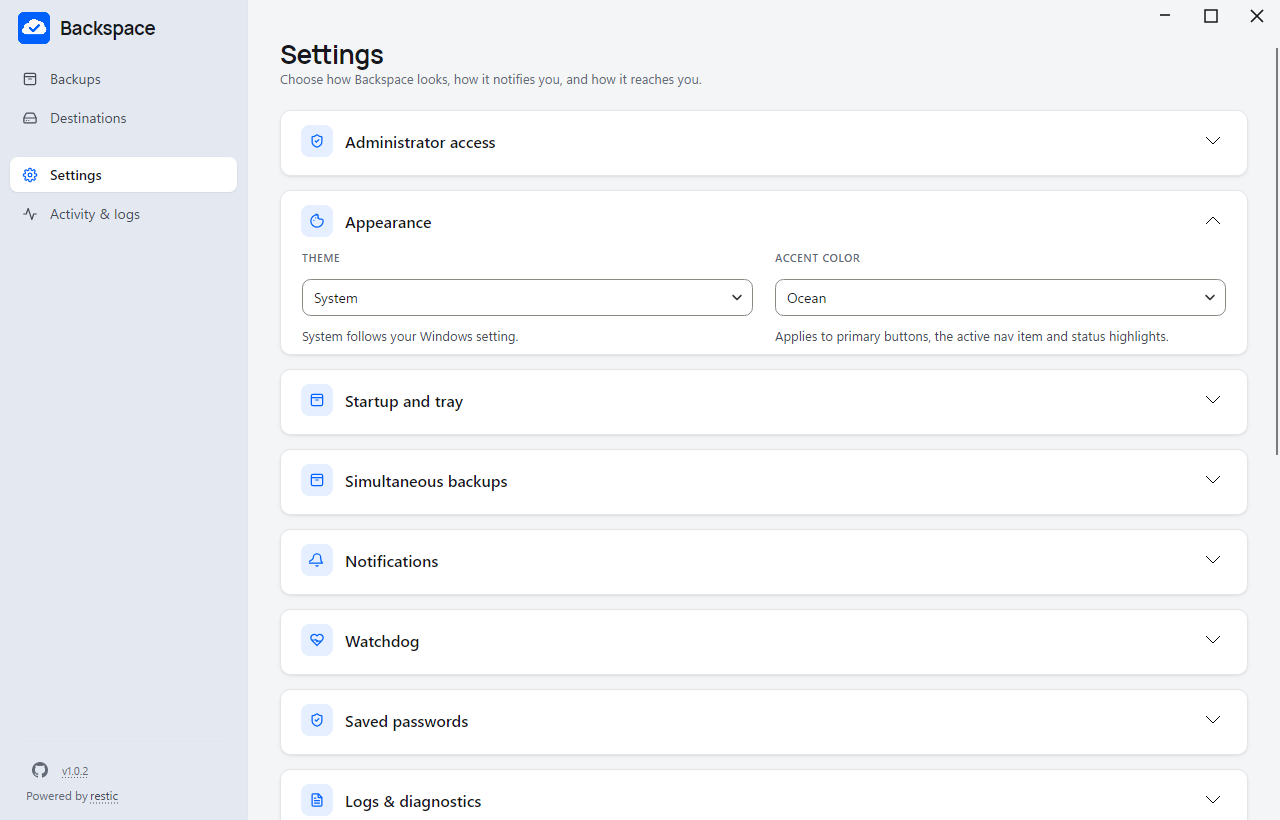 Backspace
Backups
Destinations
Settings
Activity & logs
v1.0.2
Powered by restic
Settings
Choose how Backspace looks, how it notifies you, and how it reaches you.
Administrator access
Appearance
THEME
ACCENT COLOR
System
Ocean
System follows your Windows setting.
Applies to primary buttons, the active nav item and status highlights.
Startup and tray
Simultaneous backups
Notifications
Watchdog
Saved passwords
Logs & diagnostics